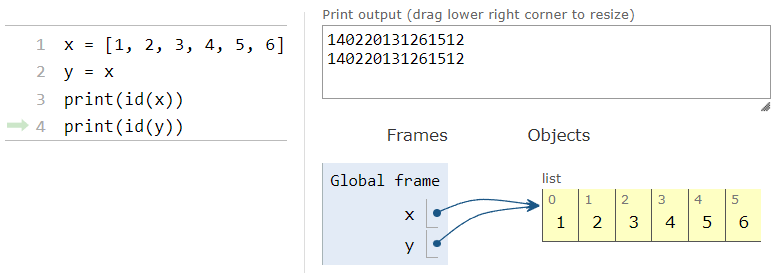 1 x = [1, 2, 3, 4, 5, 6]
2 y = x
3 print(id(x))
4 print(id(y))
Print output (drag lower right corner to resize)
140220131261512
140220131261512
Frames Objects
Global frame
x
y
list
0 1 2 3 4 5
1 2 3 4 5 6